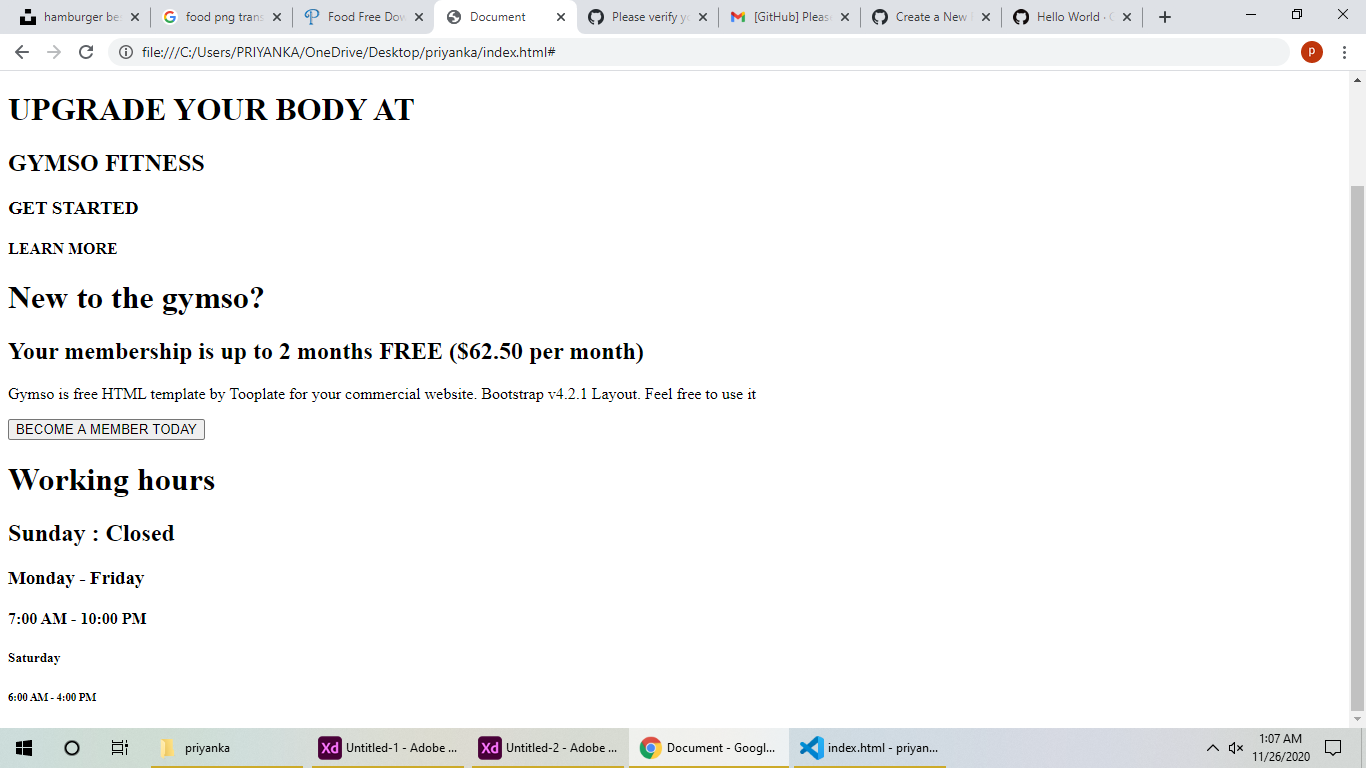 hamburger be
food png trans
Food Free Dow
Document
Please verify yo
[GitHub] Pleas
Create a New
Hello World · G
file:///C:/Users/PRIYANKA/OneDrive/Desktop/priyanka/index.html#
P
UPGRADE YOUR BODY AT
GYMSO FITNESS
GET STARTED
LEARN MORE
New to the gymso?
Your membership is up to 2 months FREE ($62.50 per month)
Gymso is free HTML template by Tooplate for your commercial website. Bootstrap v4.2.1 Layout. Feel free to use it
BECOME A MEMBER TODAY
Working hours
Sunday : Closed
Monday - Friday
7:00 AM - 10:00 PM
Saturday
6:00 AM - 4:00 PM
priyanka
Xd Untitled-1 - Adobe ...
Xd Untitled-2 - Adobe ...
Document - Googl...
index.html - priyan...
1:07 AM
11/26/2020